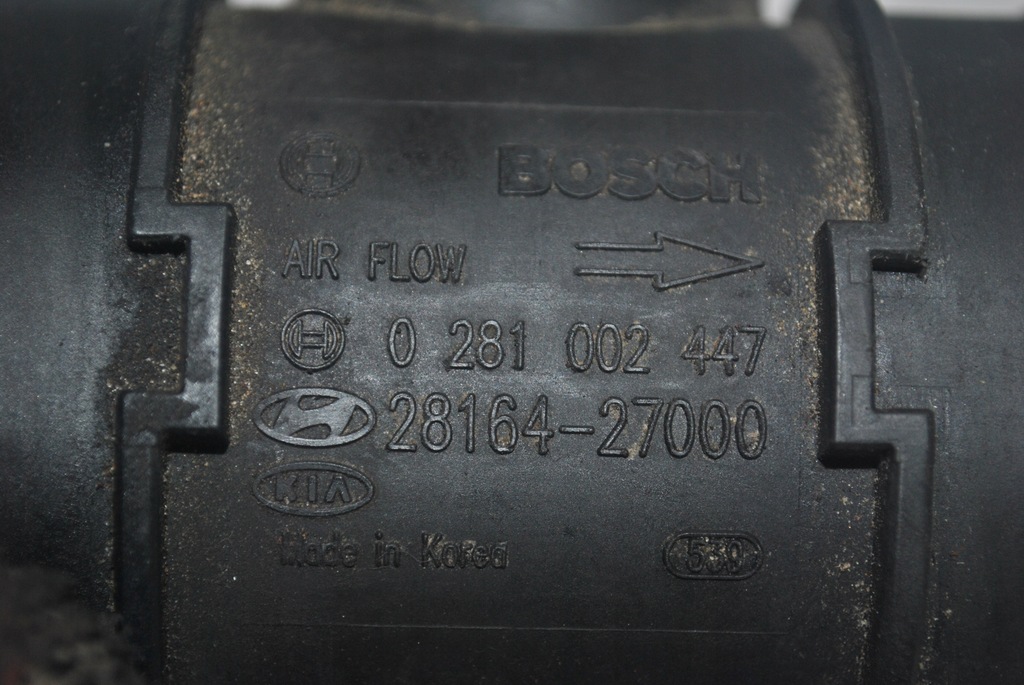 BOSCH
AIR FLOW
0 281 002 447
28164-27000
KIA
Made in Korea 539